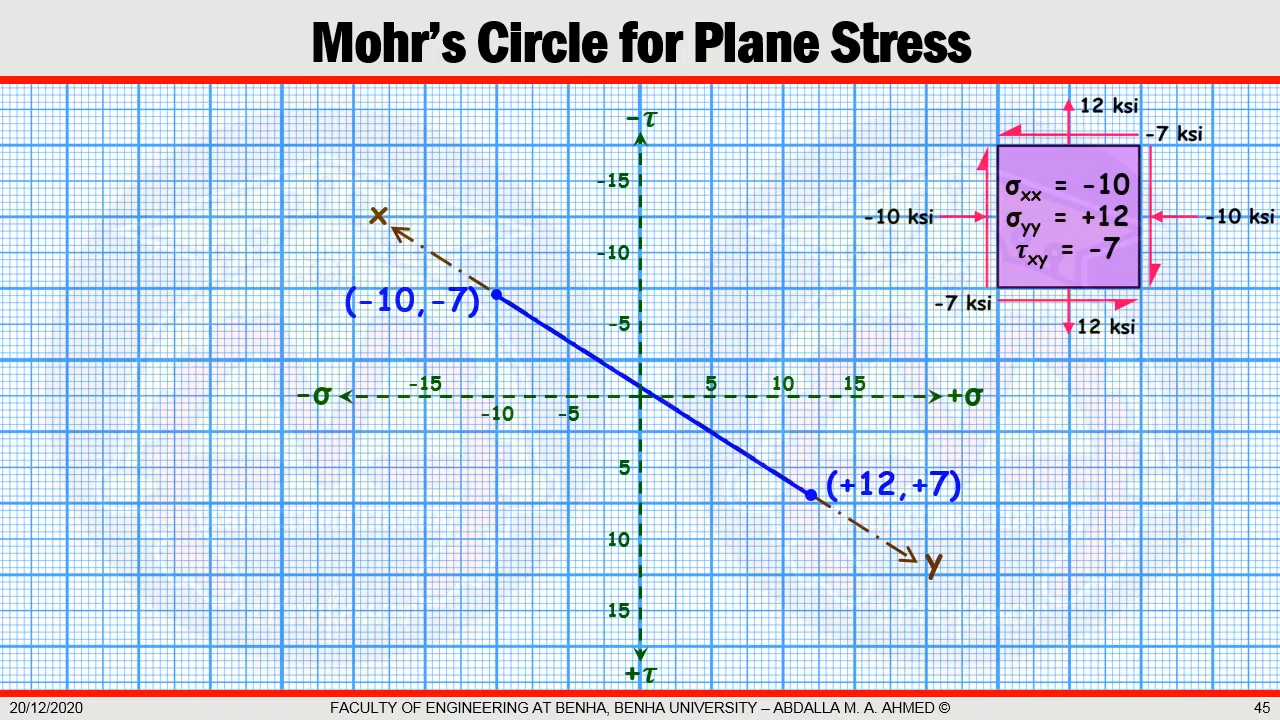 Mohr's Circle for Plane Stress
12 ksi
-7 ksi
σxx = -10
σyy = +12
τxy = -7
-10 ksi
-10 ksi
-7 ksi
12 ksi
-τ
-15
-10
-5
x
(-10,-7)
-σ
-15
-10
-5
5
10
15
+σ
5
10
15
+τ
(+12,+7)
y
20/12/2020
FACULTY OF ENGINEERING AT BENHA, BENHA UNIVERSITY – ABDALLA M. A. AHMED ©
45